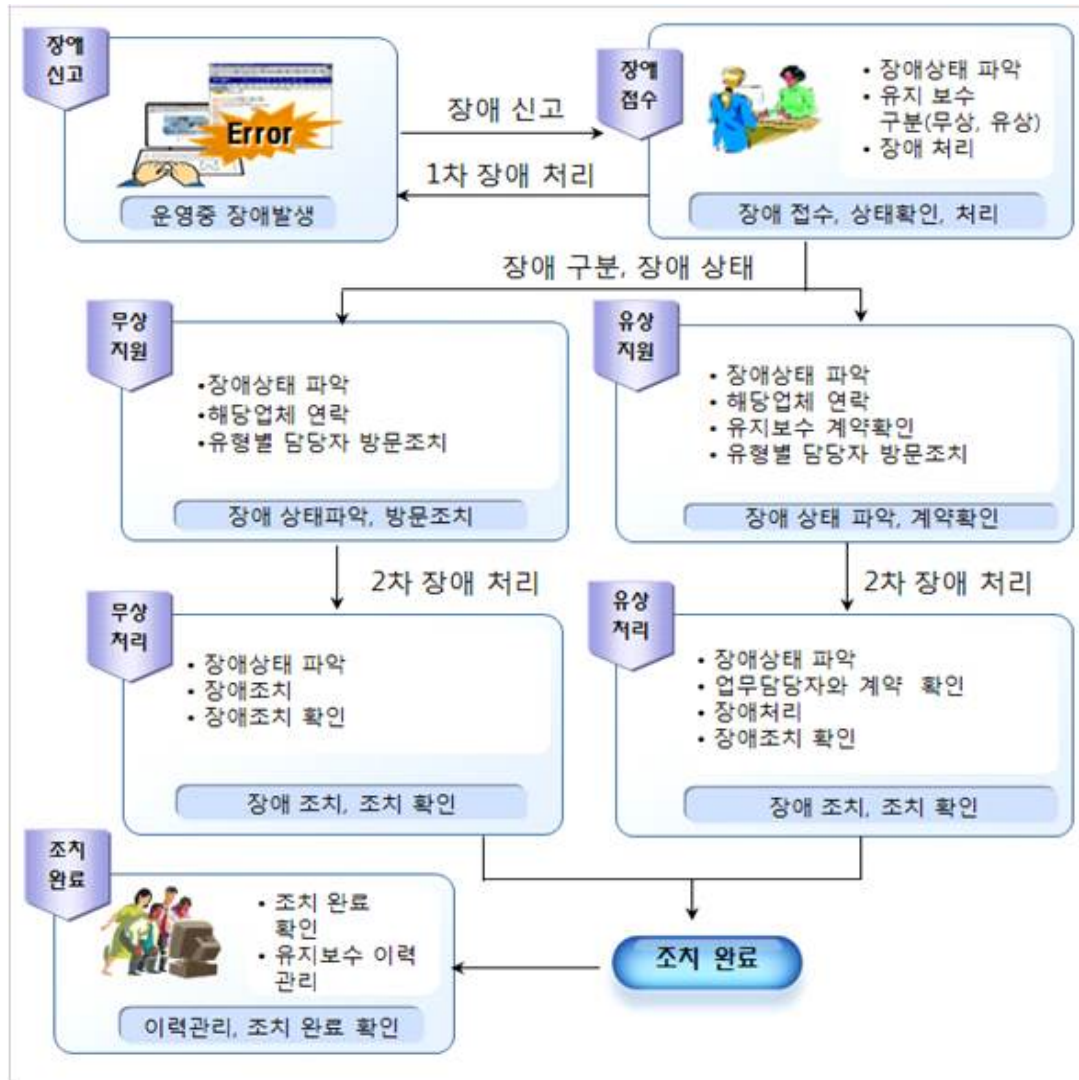 장애
신고
Error
운영중 장애발생
장애 신고
1차 장애 처리
장애
접수
• 장애상태 파악
• 유지 보수
구분(무상, 유상)
• 장애 처리
장애 접수, 상태확인, 처리
장애 구분, 장애 상태
무상
지원
•장애상태 파악
•해당업체 연락
•유형별 담당자 방문조치
장애 상태파악, 방문조치
유상
지원
• 장애상태 파악
• 해당업체 연락
• 유지보수 계약확인
• 유형별 담당자 방문조치
장애 상태 파악, 계약확인
2차 장애 처리
2차 장애 처리
무상
처리
• 장애상태 파악
• 장애조치
• 장애조치 확인
장애 조치, 조치 확인
유상
처리
• 장애상태 파악
• 업무담당자와 계약 확인
• 장애처리
• 장애조치 확인
장애 조치, 조치 확인
조치
완료
• 조치 완료
확인
• 유지보수 이력
관리
이력관리, 조치 완료 확인
조치 완료